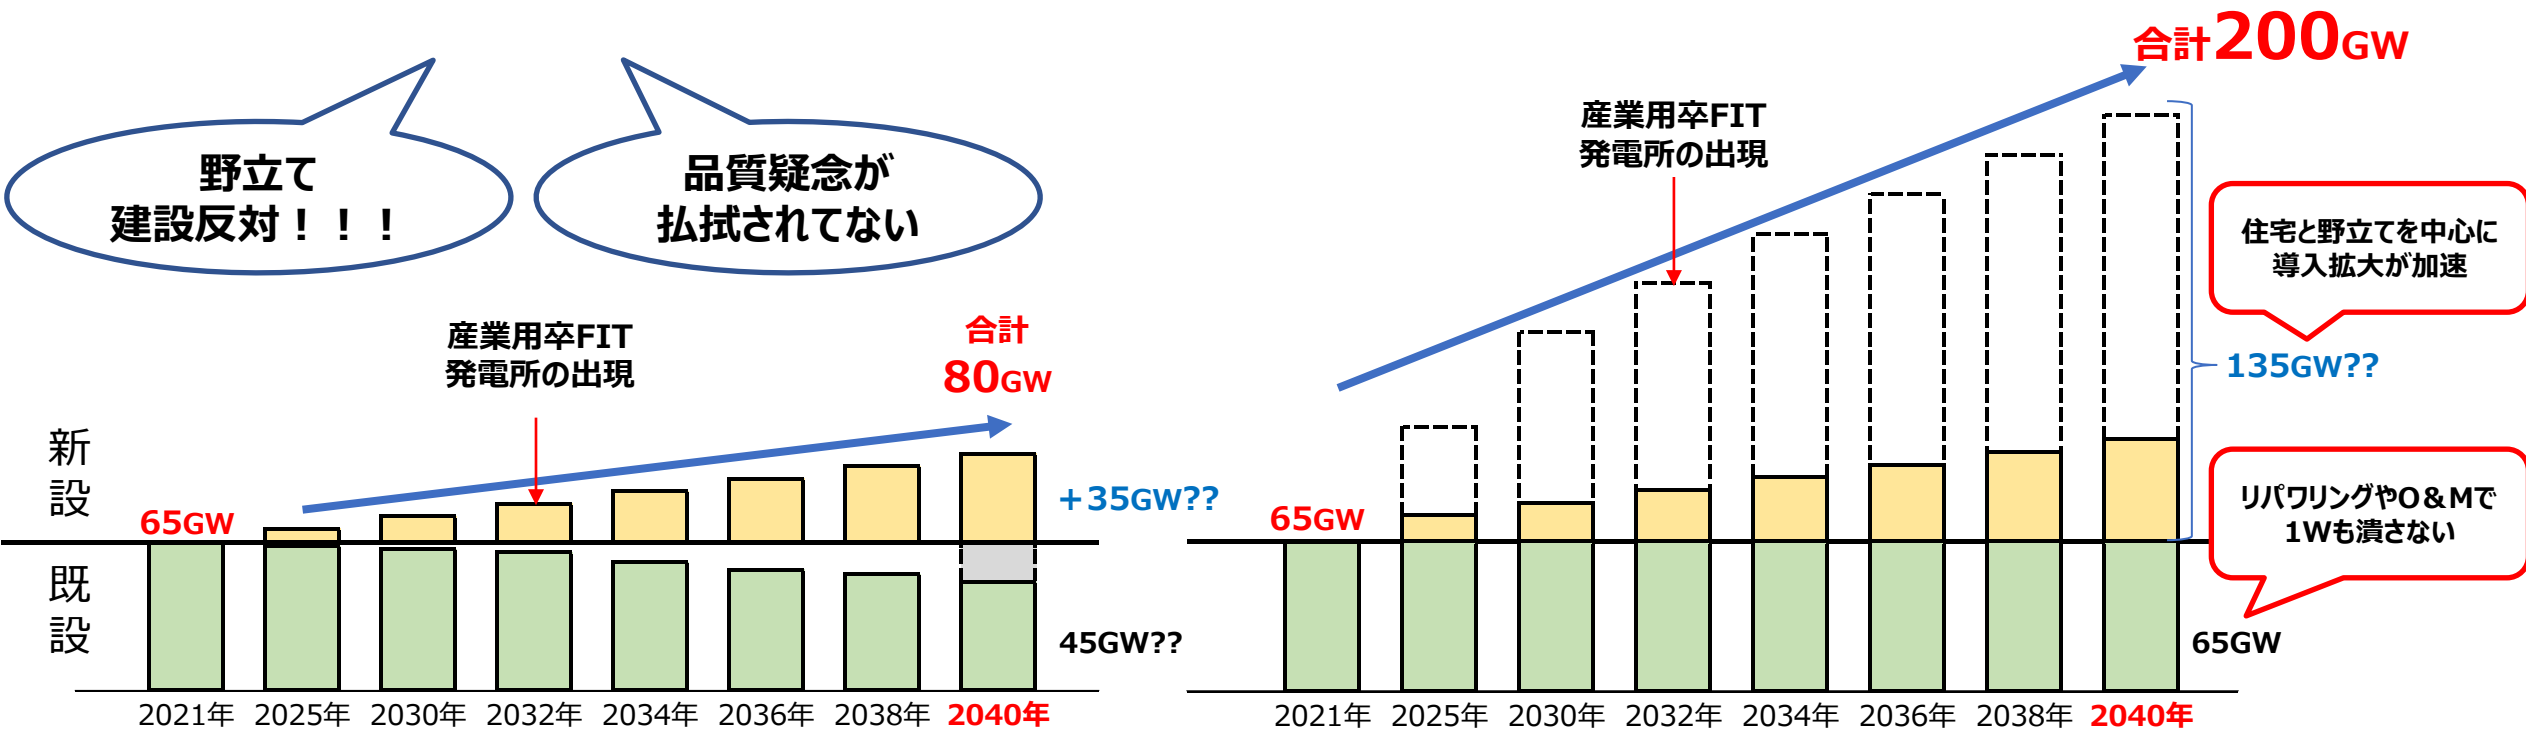 野立て
建設反対！！！
品質疑念が
払拭されてない
産業用卒FIT
発電所の出現
合計
80GW
新設
65GW
+35GW??
既設
45GW??
2021年 2025年 2030年 2032年 2034年 2036年 2038年 2040年
合計200GW
産業用卒FIT
発電所の出現
住宅と野立てを中心に
導入拡大が加速
135GW??
65GW
リパワリングやO&Mで
1Wも潰さない
65GW
2021年 2025年 2030年 2032年 2034年 2036年 2038年 2040年